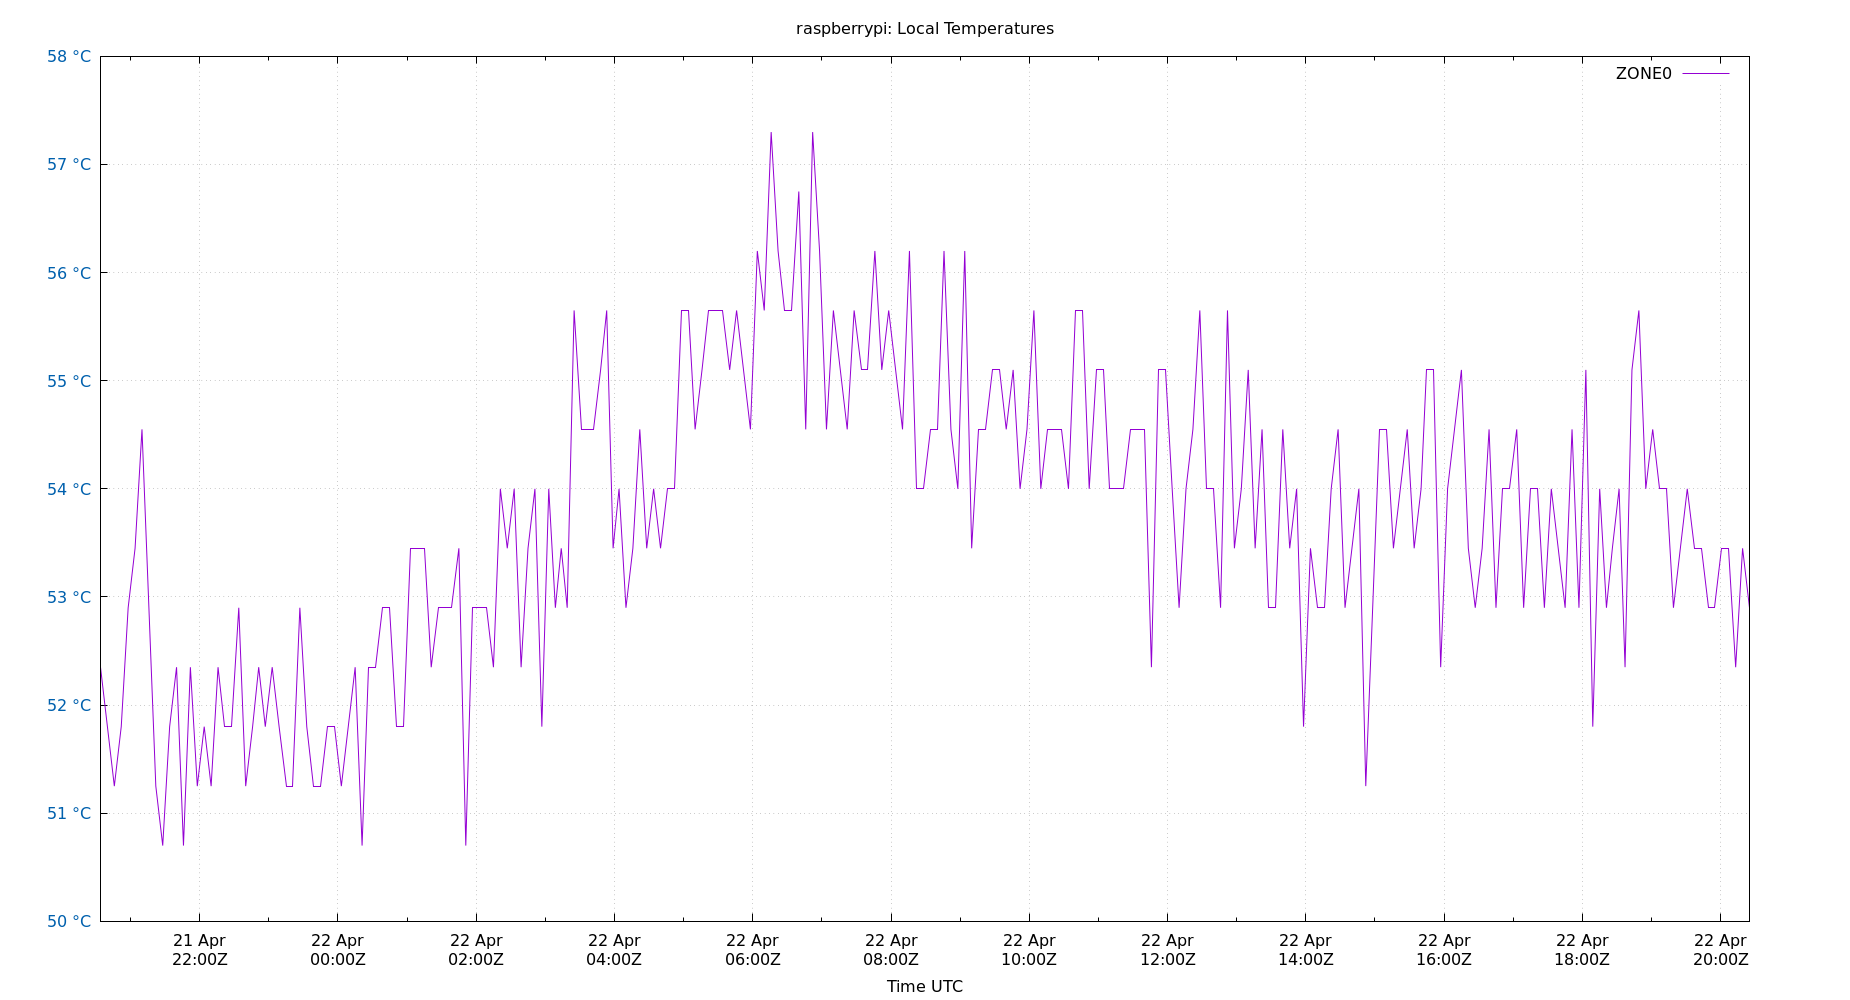 raspberrypi: Local Temperatures
ZONE0
58 °C
57 °C
56 °C
55 °C
54 °C
53 °C
52 °C
51 °C
50 °C
21 Apr 22 Apr 22 Apr 22 Apr 22 Apr 22 Apr 22 Apr 22 Apr 22 Apr 22 Apr 22 Apr 22 Apr
22:00Z 00:00Z 02:00Z 04:00Z 06:00Z 08:00Z 10:00Z 12:00Z 14:00Z 16:00Z 18:00Z 20:00Z
Time UTC